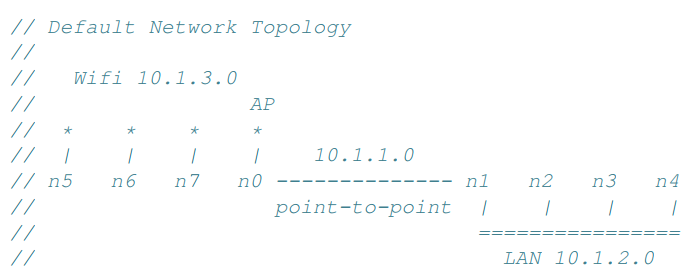 // Default Network Topology
//
//   Wifi 10.1.3.0
//                 AP
//  *    *    *    *
//  |    |    |    |    10.1.1.0
// n5   n6   n7   n0 -------------- n1   n2   n3   n4
//                   point-to-point  |    |    |    |
//                                   ================
//                                     LAN 10.1.2.0